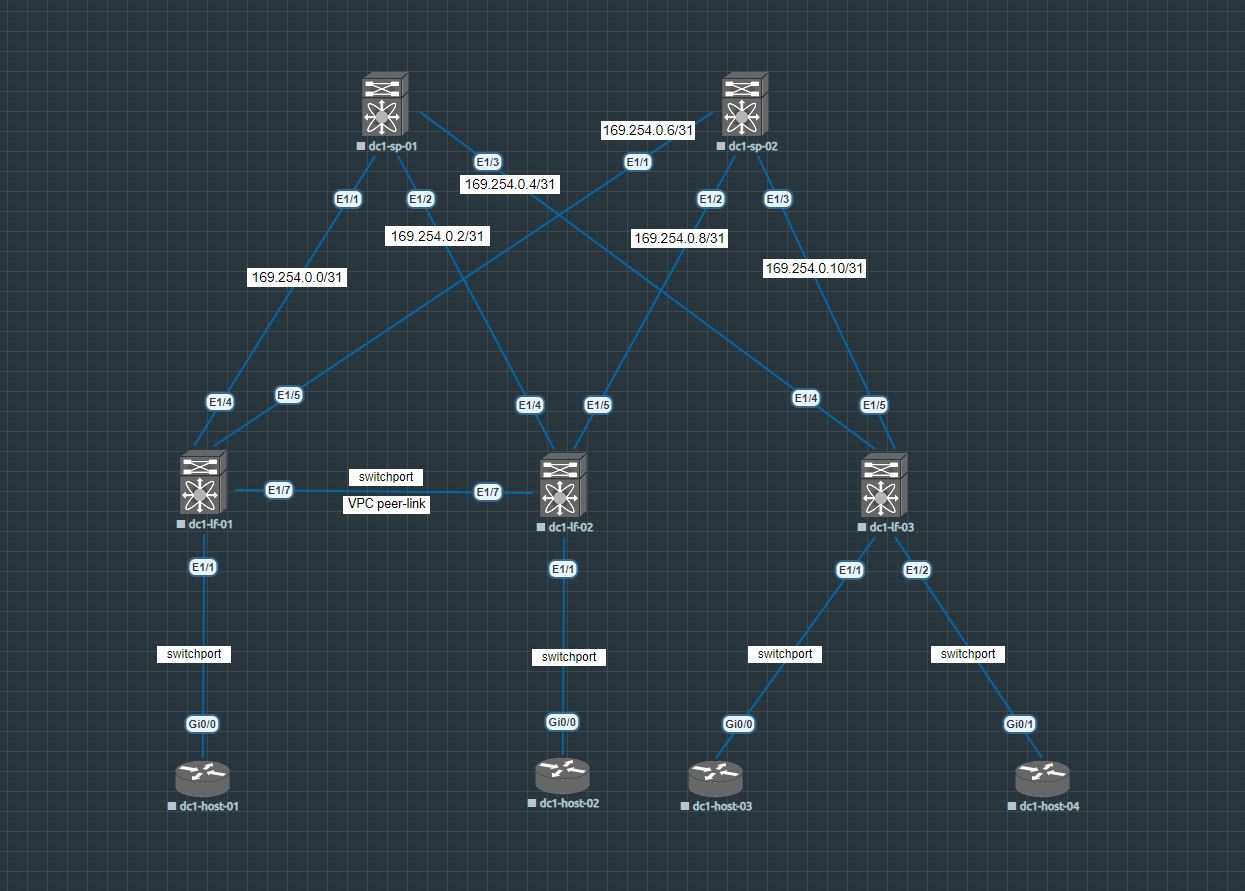 dc1-sp-01
dc1-sp-02
169.254.0.6/31
E1/3
E1/1
169.254.0.4/31
E1/1
E1/2
E1/2
E1/3
169.254.0.2/31
169.254.0.8/31
169.254.0.0/31
169.254.0.10/31
E1/4
E1/5
E1/4
E1/5
E1/4
E1/5
switchport
E1/7
E1/7
VPC peer-link
dc1-lf-01
dc1-lf-02
dc1-lf-03
E1/1
E1/1
E1/1
E1/2
switchport
switchport
switchport
switchport
Gi0/0
Gi0/0
Gi0/0
Gi0/1
dc1-host-01
dc1-host-02
dc1-host-03
dc1-host-04